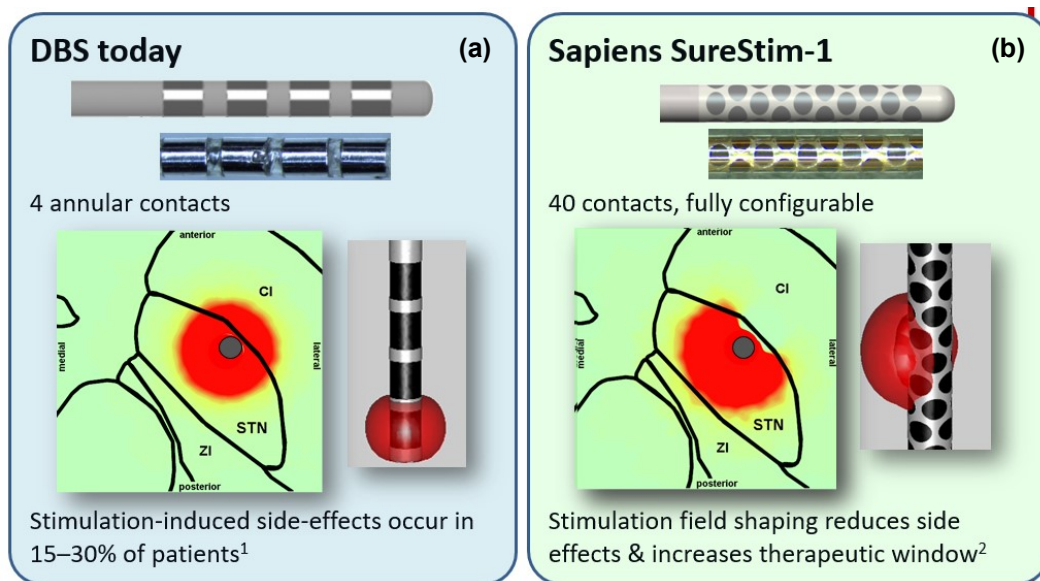 DBS today
(a)
4 annular contacts
anterior
CI
medial
lateral
STN
ZI
posterior
Stimulation-induced side-effects occur in
15–30% of patients1
Sapiens SureStim-1
(b)
40 contacts, fully configurable
anterior
CI
medial
lateral
STN
ZI
posterior
Stimulation field shaping reduces side
effects & increases therapeutic window2